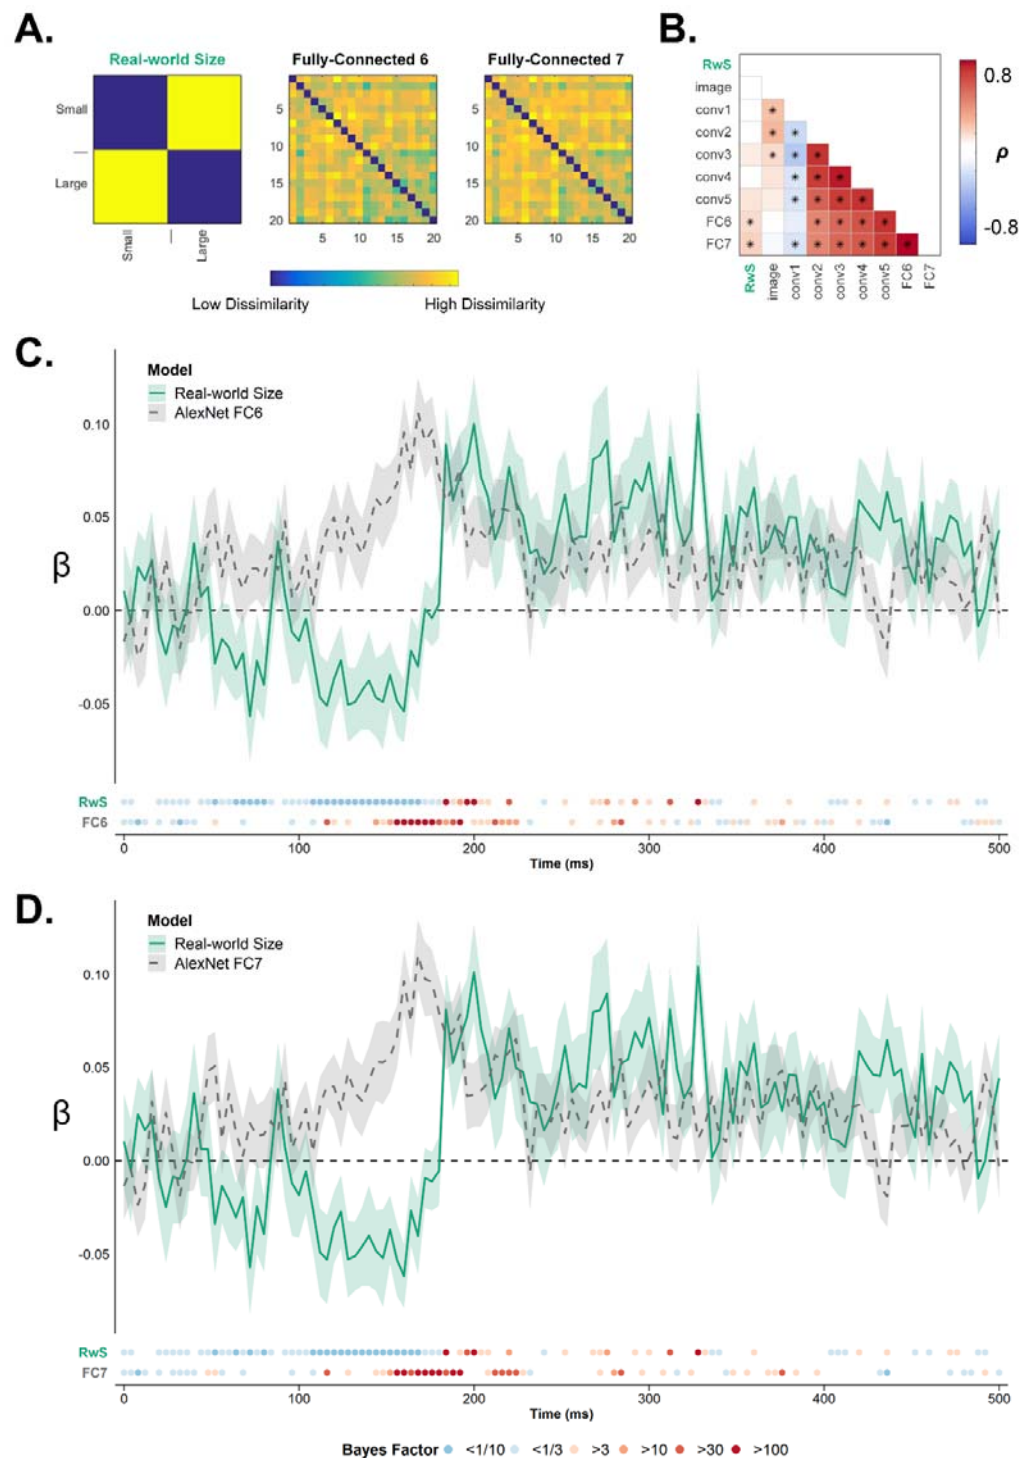 A.
Real-world Size
Small
Large
Small
Large
Fully-Connected 6
5
10
15
20
5 10 15 20
Fully-Connected 7
5
10
15
20
5 10 15 20
Low Dissimilarity High Dissimilarity
B.
RwS
image
conv1
conv2
conv3
conv4
conv5
FC6
FC7
RwS image conv1 conv2 conv3 conv4 conv5 FC6 FC7
0.8
ρ
-0.8
C.
Model
Real-world Size
AlexNet FC6
0.10
0.05
0.00
-0.05
β
RwS
FC6
0 100 200 300 400 500
Time (ms)
D.
Model
Real-world Size
AlexNet FC7
0.10
0.05
0.00
-0.05
β
RwS
FC7
0 100 200 300 400 500
Time (ms)
Bayes Factor <1/10 <1/3 >3 >10 >30 >100